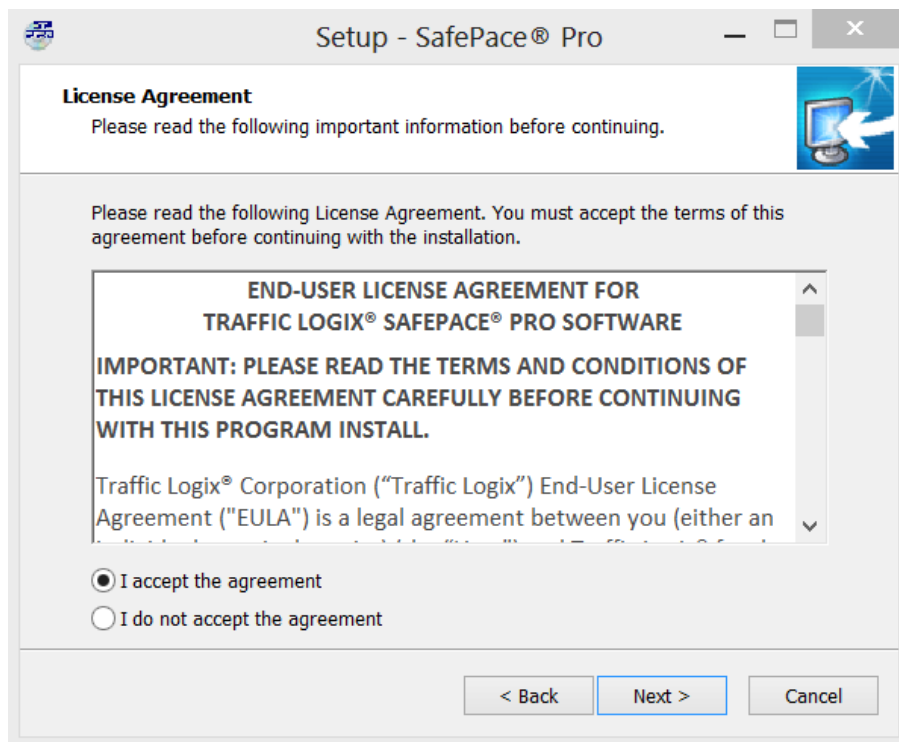 Setup - SafePace® Pro
License Agreement
Please read the following important information before continuing.
Please read the following License Agreement. You must accept the terms of this
agreement before continuing with the installation.
END-USER LICENSE AGREEMENT FOR
TRAFFIC LOGIX® SAFEPACE® PRO SOFTWARE
IMPORTANT: PLEASE READ THE TERMS AND CONDITIONS OF
THIS LICENSE AGREEMENT CAREFULLY BEFORE CONTINUING
WITH THIS PROGRAM INSTALL.
Traffic Logix® Corporation (“Traffic Logix”) End-User License
Agreement ("EULA") is a legal agreement between you (either an
I accept the agreement
I do not accept the agreement
< Back
Next >
Cancel